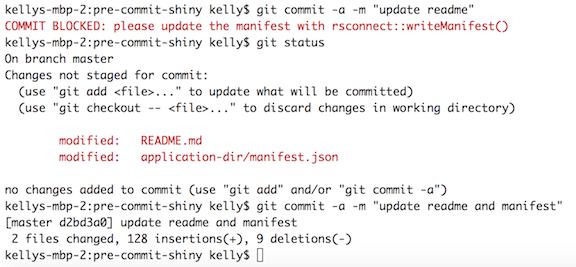 kellys-mbp-2:pre-commit-shiny kelly$ git commit -a -m "update readme"
COMMIT BLOCKED: please update the manifest with rsconnect::writeManifest()
kellys-mbp-2:pre-commit-shiny kelly$ git status
On branch master
Changes not staged for commit:
  (use "git add <file>..." to update what will be committed)
  (use "git checkout -- <file>..." to discard changes in working directory)
        modified:   README.md
        modified:   application-dir/manifest.json
no changes added to commit (use "git add" and/or "git commit -a")
kellys-mbp-2:pre-commit-shiny kelly$ git commit -a -m "update readme and manifest"
[master d2bd3a0] update readme and manifest
 2 files changed, 128 insertions(+), 9 deletions(-)
kellys-mbp-2:pre-commit-shiny kelly$